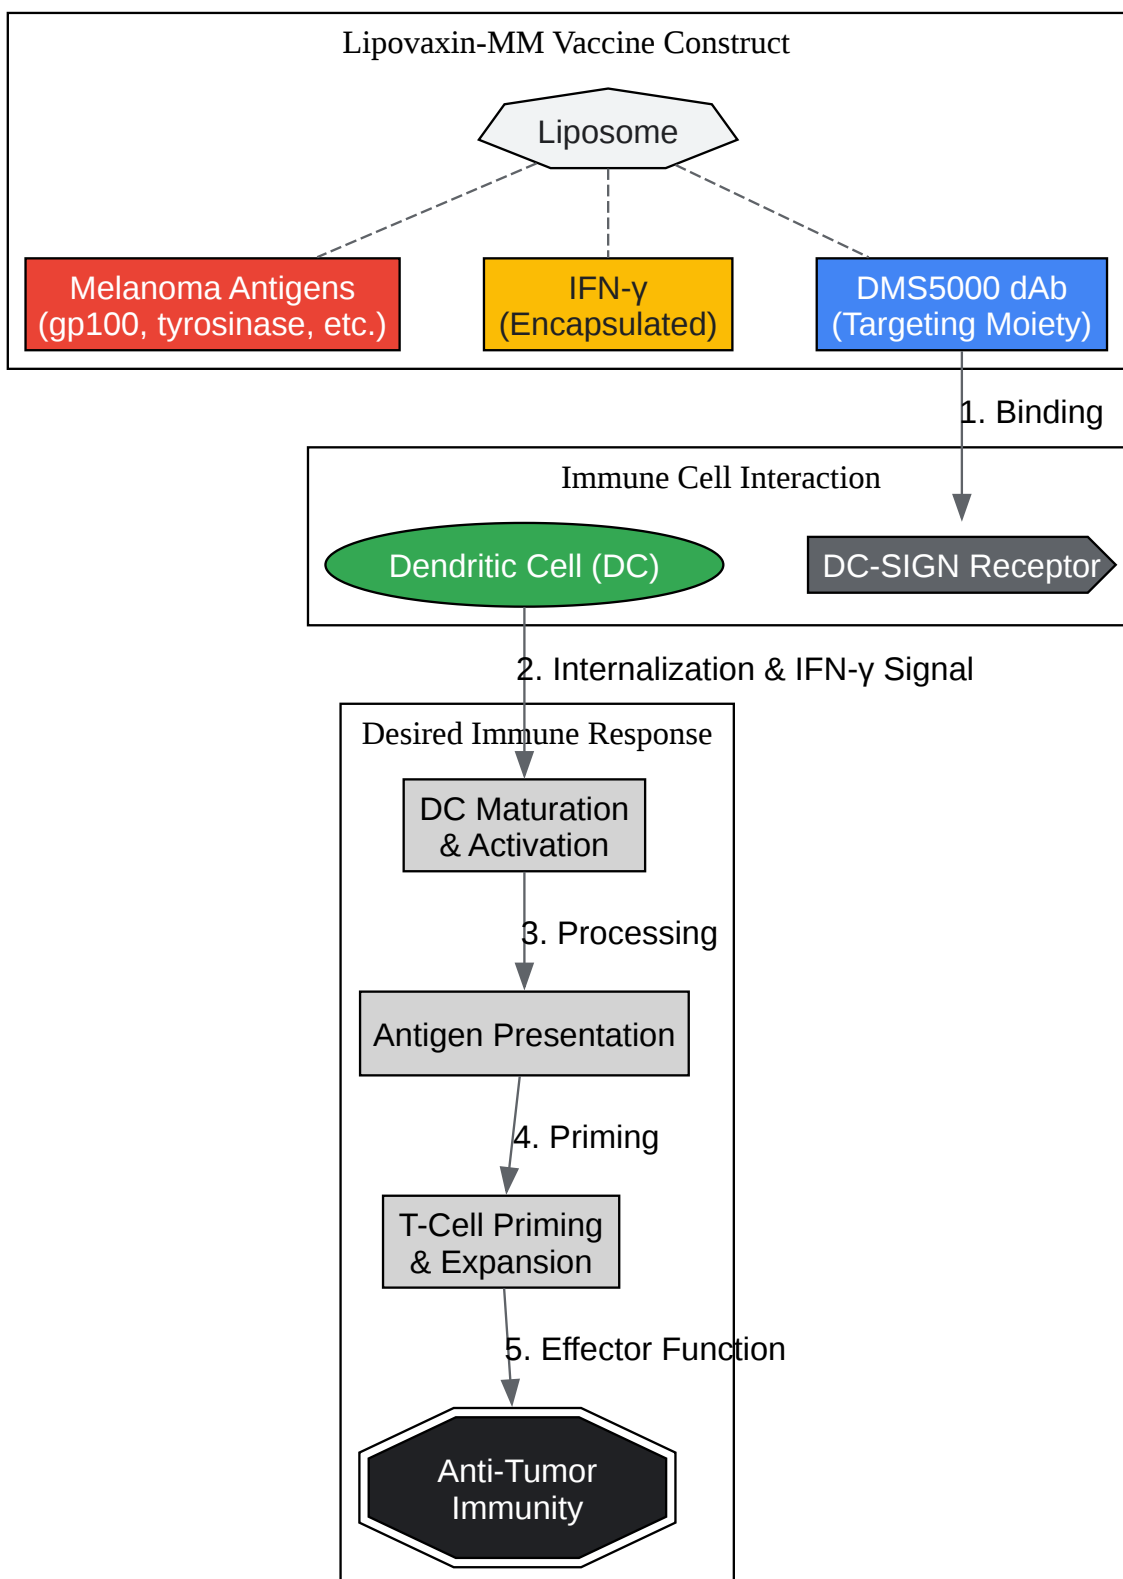 Lipovaxin-MM Vaccine Construct
Liposome
Melanoma Antigens
(gp100, tyrosinase, etc.)
IFN-γ
(Encapsulated)
DMS5000 dAb
(Targeting Moiety)
1. Binding
Immune Cell Interaction
Dendritic Cell (DC)
DC-SIGN Receptor
2. Internalization & IFN-γ Signal
Desired Immune Response
DC Maturation
& Activation
3. Processing
Antigen Presentation
4. Priming
T-Cell Priming
& Expansion
5. Effector Function
Anti-Tumor
Immunity